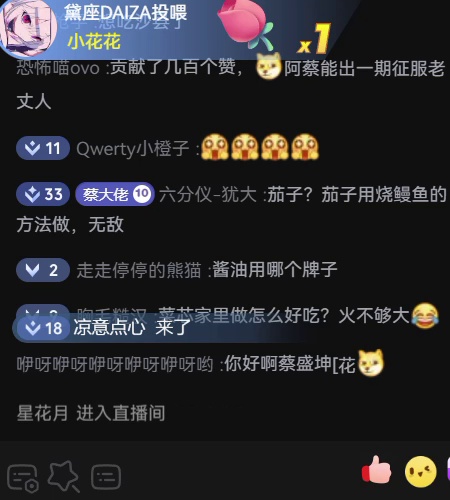 黛座DAIZA投喂
小花花
x1
恐怖喵ovo :贡献了几百个赞，阿蔡能出一期征服老
丈人
11 Qwerty小橙子 :
33 蔡大佬 10 六分仪-犹大 :茄子？茄子用烧鳗鱼的
方法做，无敌
2 走走停停的熊猫 :酱油用哪个牌子
菜芯家里做怎么好吃？火不够大
18 凉意点心 来了
咿呀咿呀咿呀咿呀咿呀咿呀哟 :你好啊蔡盛坤[花
星花月 进入直播间